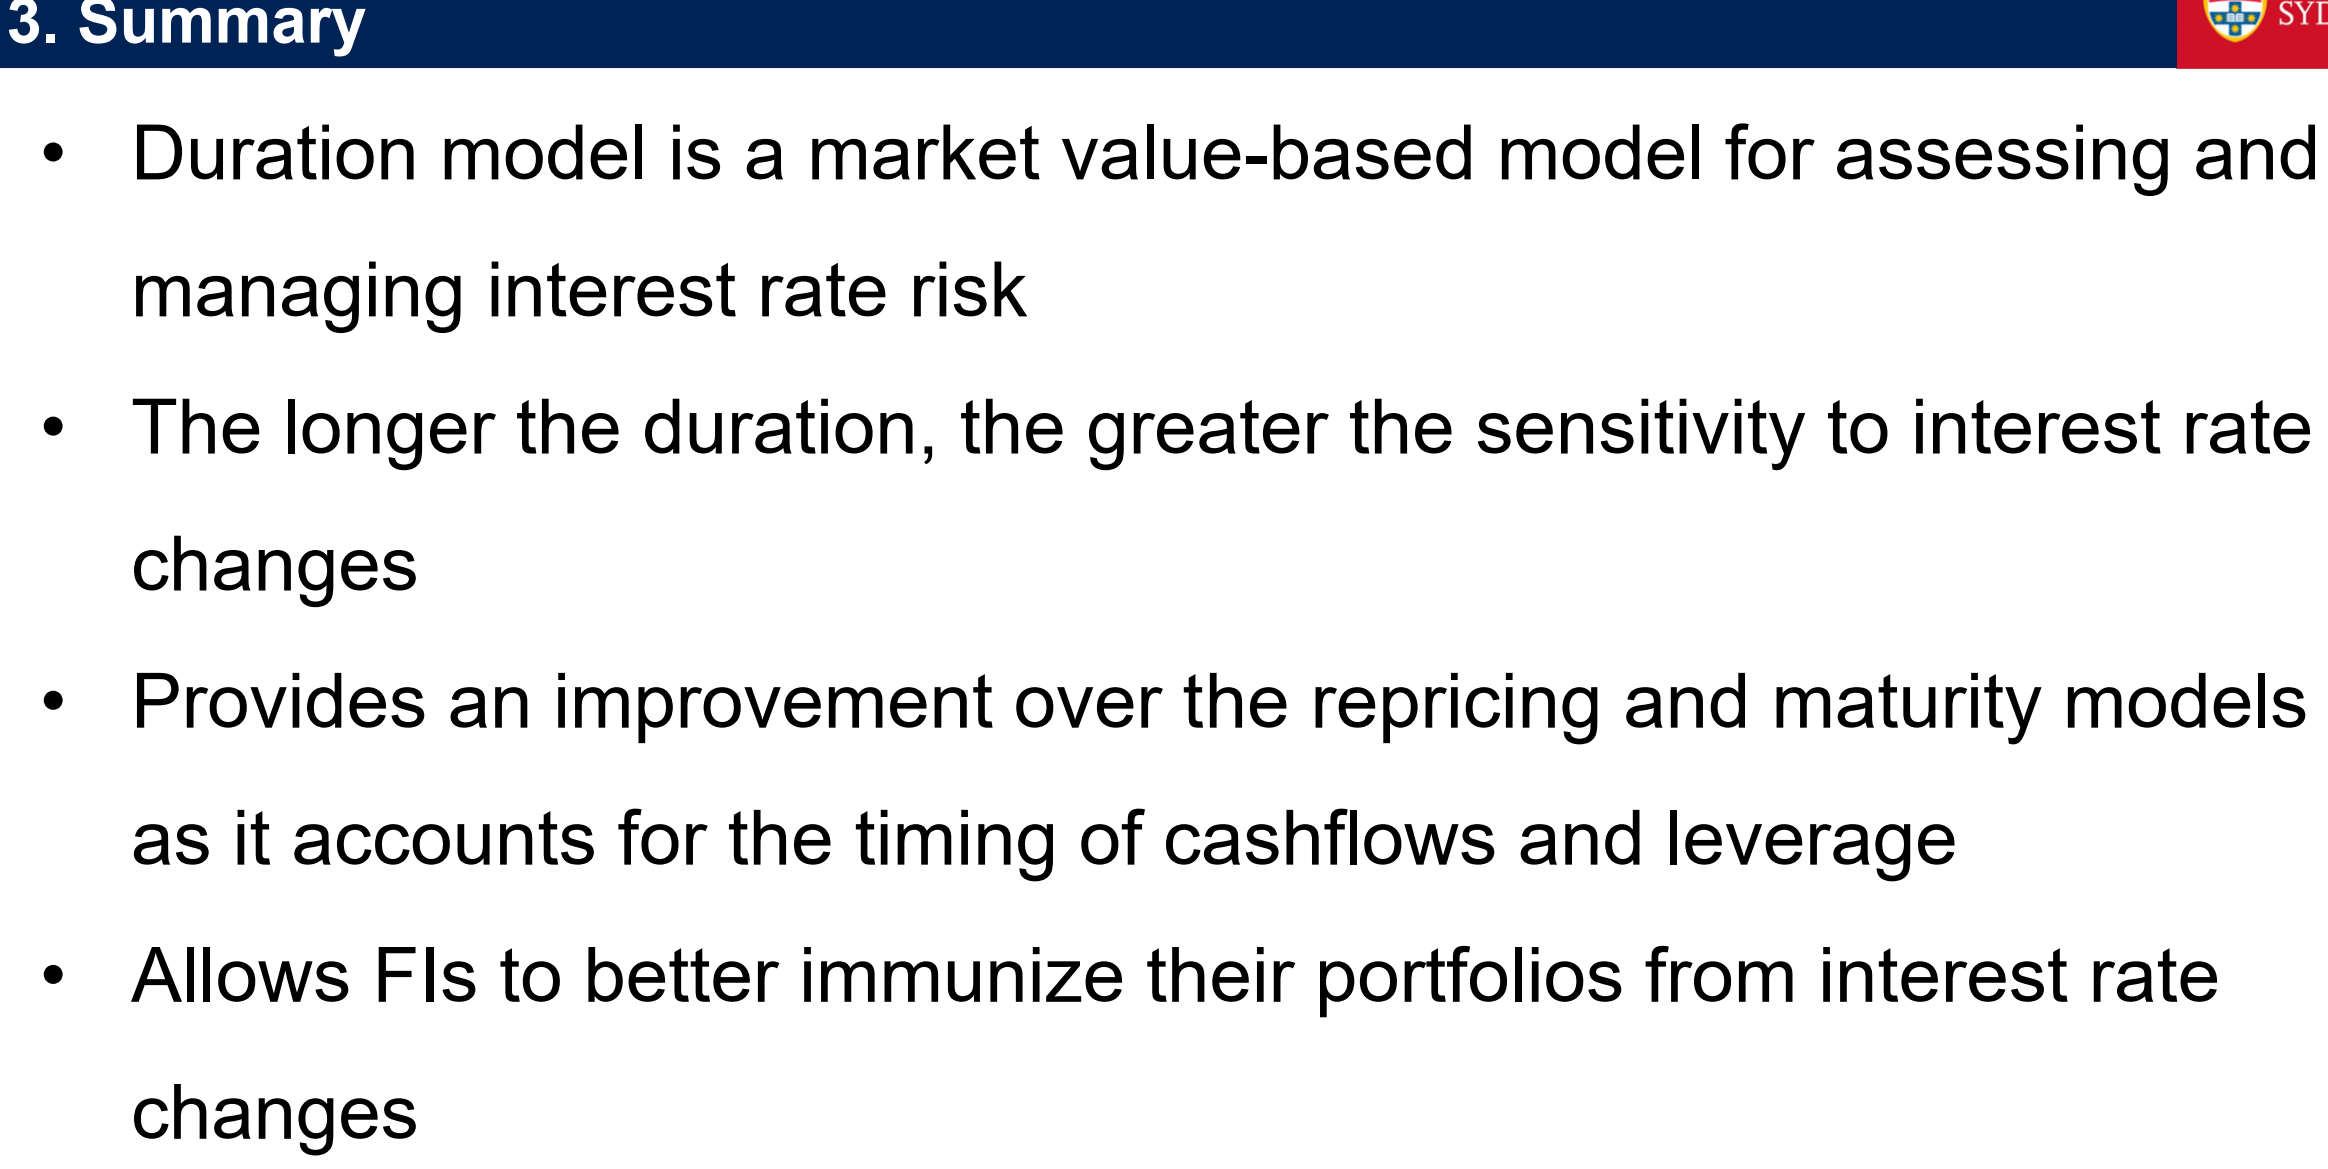 3. Summary
SYD
• Duration model is a market value-based model for assessing and
managing interest rate risk
• The longer the duration, the greater the sensitivity to interest rate
changes
• Provides an improvement over the repricing and maturity models
as it accounts for the timing of cashflows and leverage
• Allows FIs to better immunize their portfolios from interest rate
changes